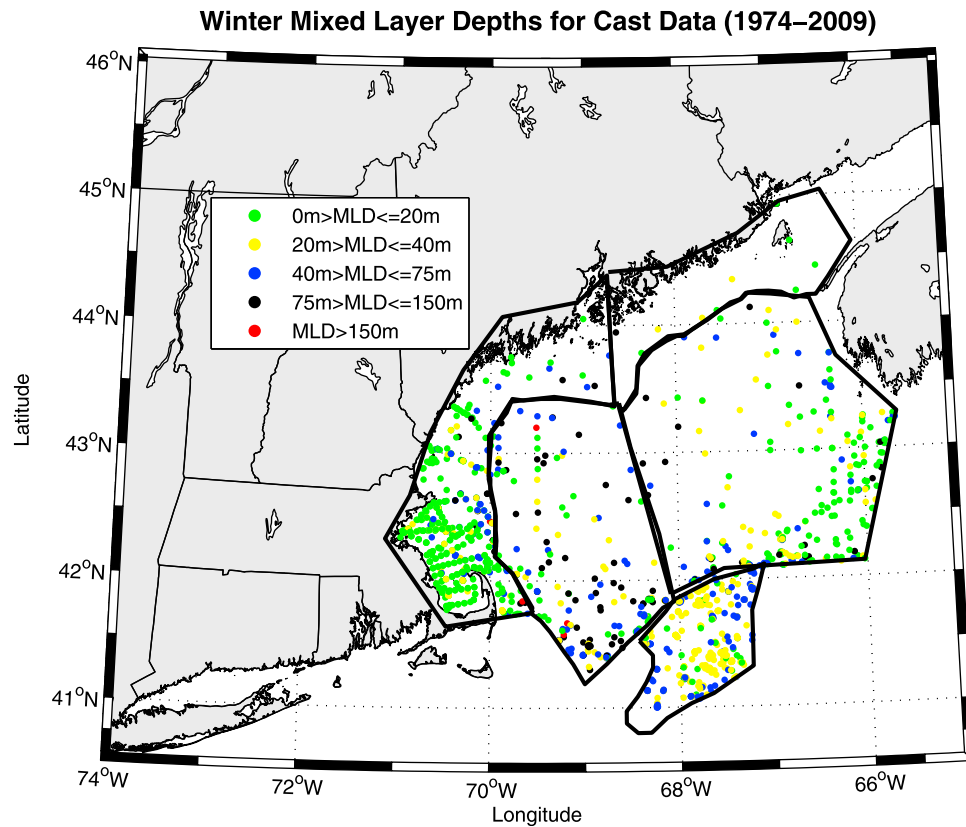 Winter Mixed Layer Depths for Cast Data (1974–2009)
46°N
45°N
44°N
43°N
42°N
41°N
Latitude
0m>MLD<=20m
20m>MLD<=40m
40m>MLD<=75m
75m>MLD<=150m
MLD>150m
74°W
72°W
70°W
68°W
66°W
Longitude